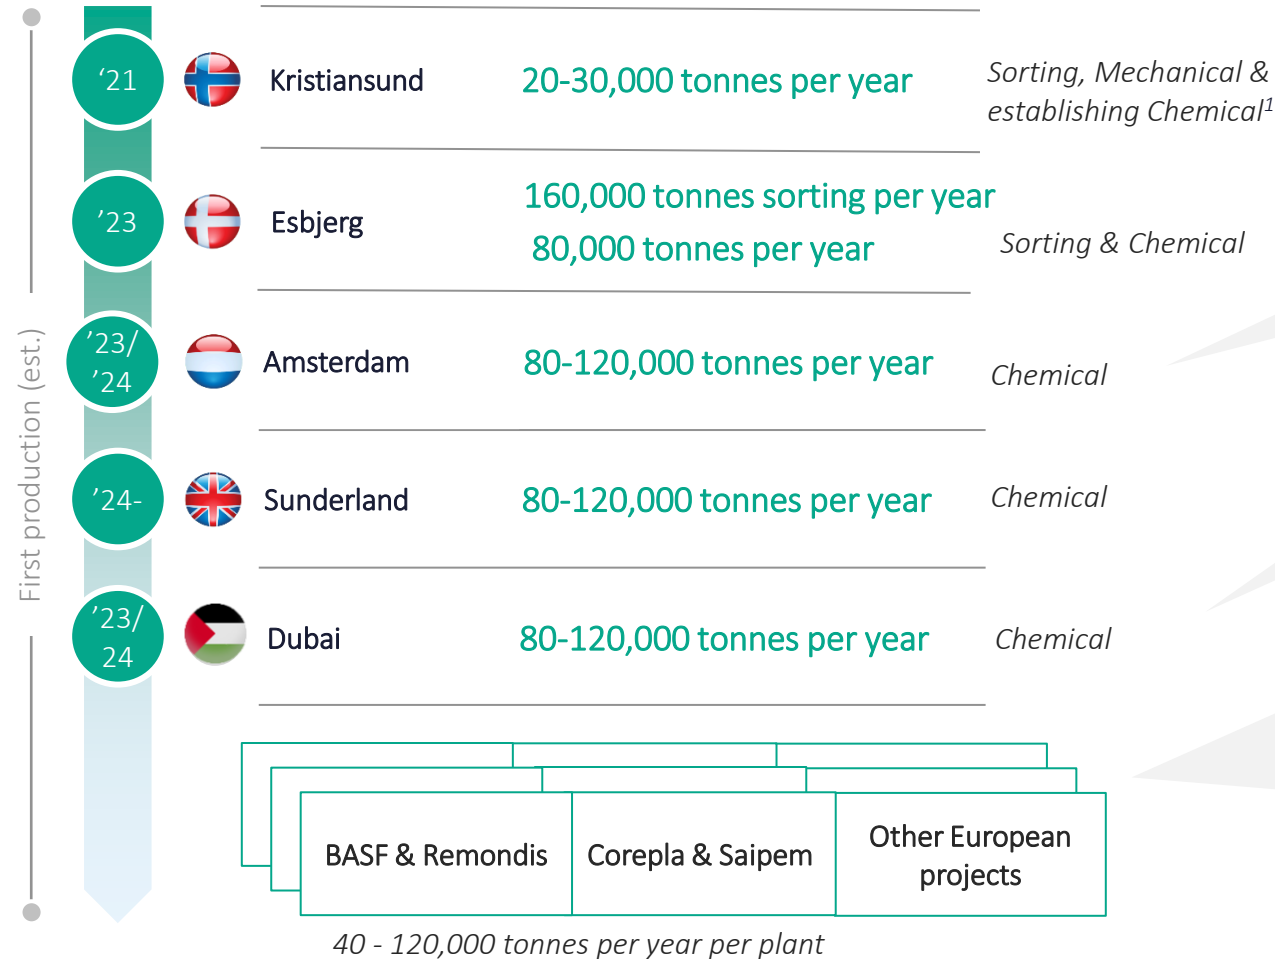 First production (est.)
‘21
Kristiansund
20-30,000 tonnes per year
Sorting, Mechanical &
establishing Chemical¹
’23
Esbjerg
160,000 tonnes sorting per year
80,000 tonnes per year
Sorting & Chemical
’23/
’24
Amsterdam
80-120,000 tonnes per year
Chemical
’24-
Sunderland
80-120,000 tonnes per year
Chemical
’23/
24
Dubai
80-120,000 tonnes per year
Chemical
BASF & Remondis
Corepla & Saipem
Other European
projects
40 - 120,000 tonnes per year per plant